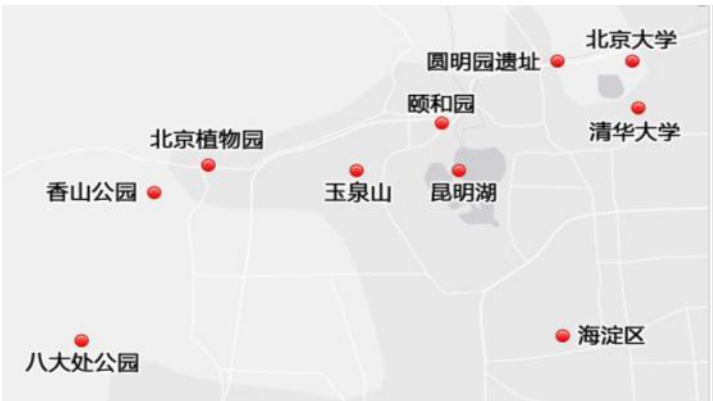 北京大学
圆明园遗址
颐和园
清华大学
北京植物园
香山公园
玉泉山
昆明湖
海淀区
八大处公园